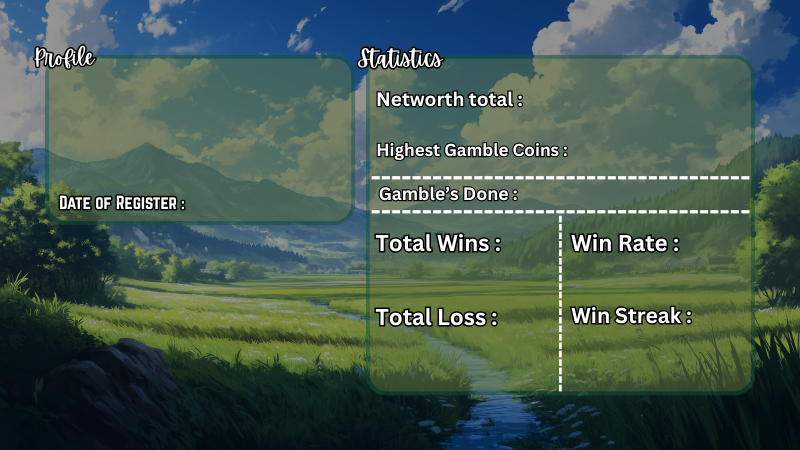 Profile
Date of Register :
Statistics
Networth total :
Highest Gamble Coins :
Gamble's Done :
Total Wins :
Win Rate :
Total Loss :
Win Streak :